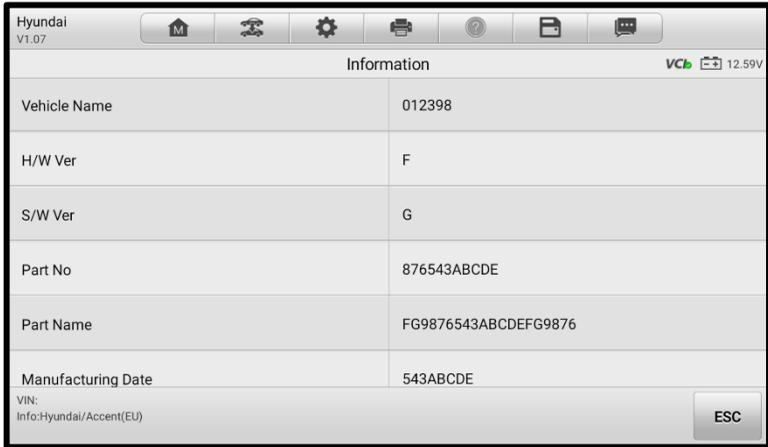 Hyundai
V1.07
M
Information
VCI 12.59V
Vehicle Name 012398
H/W Ver F
S/W Ver G
Part No 876543ABCDE
Part Name FG9876543ABCDEFG9876
Manufacturing Date 543ABCDE
VIN:
Info:Hyundai/Accent(EU)
ESC